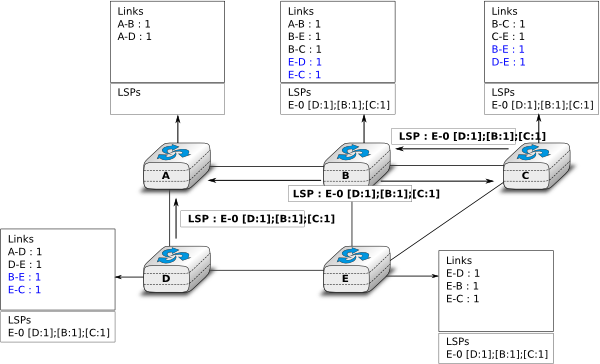 Links
A-B : 1
A-D : 1
LSPs
Links
A-B : 1
B-E : 1
B-C : 1
E-D : 1
E-C : 1
LSPs
E-0 [D:1];[B:1];[C:1]
Links
B-C : 1
C-E : 1
B-E : 1
D-E : 1
LSPs
E-0 [D:1];[B:1];[C:1]
LSP : E-0 [D:1];[B:1];[C:1]
A
B
C
LSP : E-0 [D:1];[B:1];[C:1]
LSP : E-0 [D:1];[B:1];[C:1]
Links
A-D : 1
D-E : 1
B-E : 1
E-C : 1
LSPs
E-0 [D:1];[B:1];[C:1]
D
E
Links
E-D : 1
E-B : 1
E-C : 1
LSPs
E-0 [D:1];[B:1];[C:1]